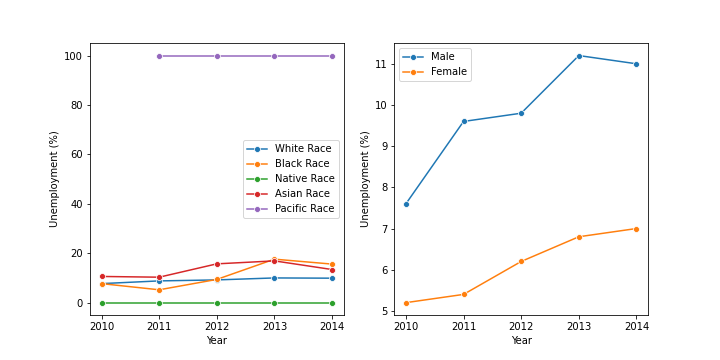 100
80
60
40
20
0
Unemployment (%)
2010 2011 2012 2013 2014
Year
White Race
Black Race
Native Race
Asian Race
Pacific Race
11
10
9
8
7
6
5
Unemployment (%)
2010 2011 2012 2013 2014
Year
Male
Female